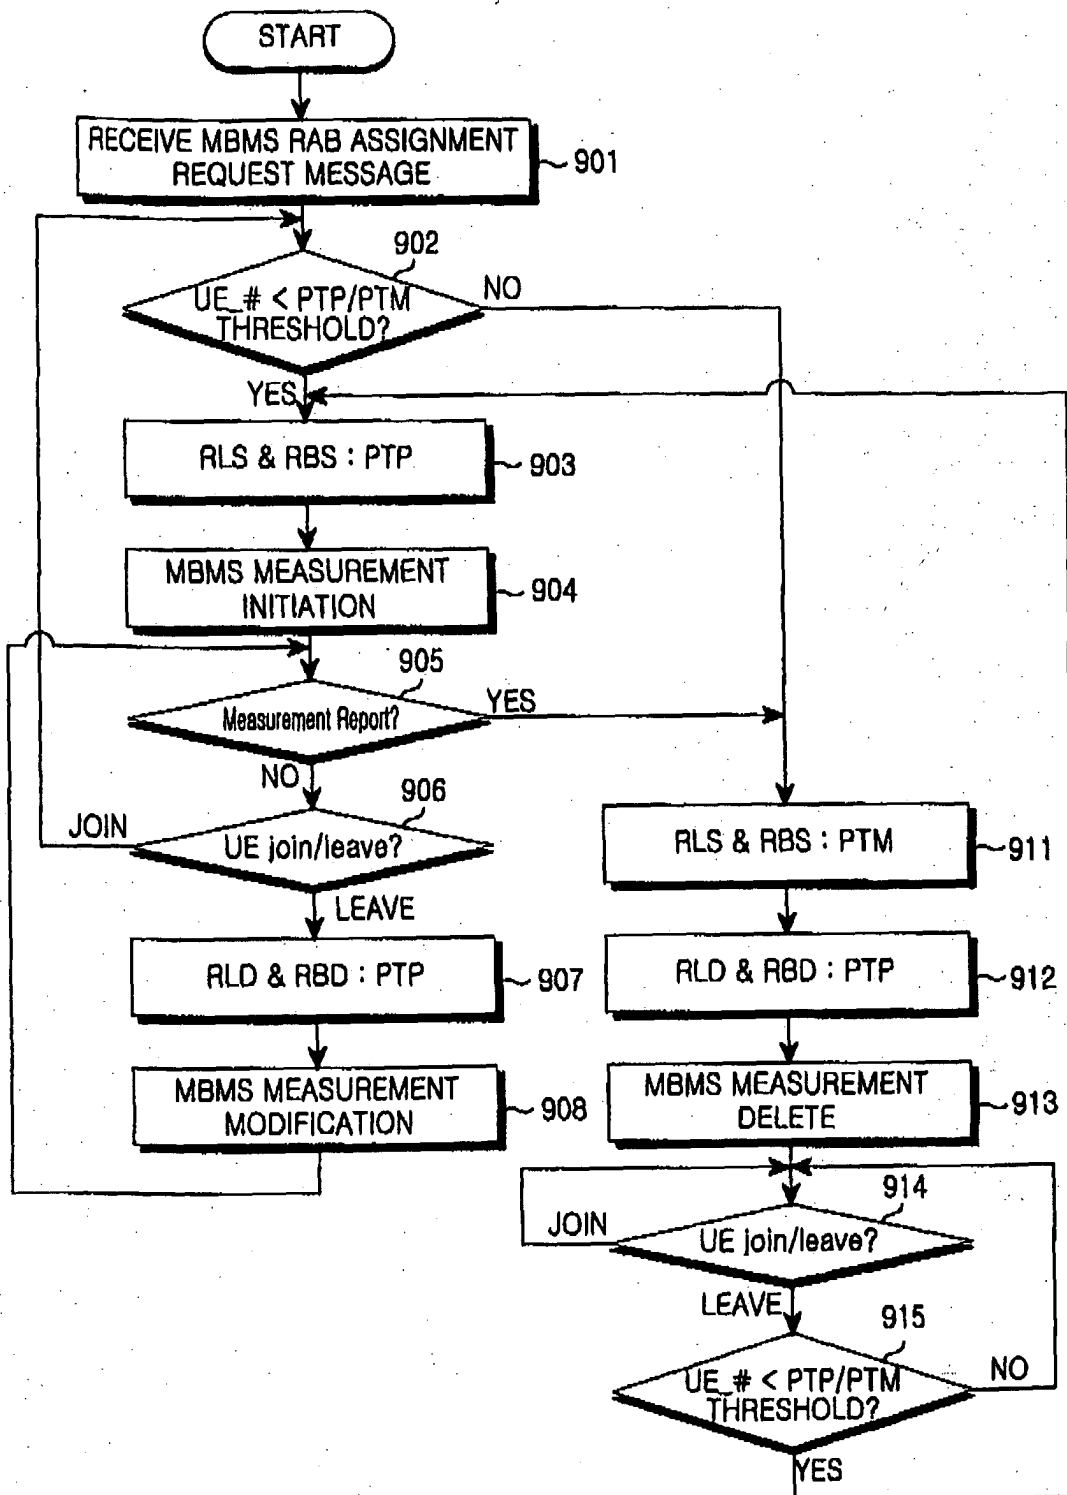 START
RECEIVE MBMS RAB ASSIGNMENT
REQUEST MESSAGE
901
902
UE_# < PTP/PTM
THRESHOLD?
NO
YES
RLS & RBS : PTP
903
MBMS MEASUREMENT
INITIATION
904
905
Measurement Report?
YES
NO
906
UE join/leave?
JOIN
LEAVE
RLS & RBS : PTM
911
RLD & RBD : PTP
907
RLD & RBD : PTP
912
MBMS MEASUREMENT
MODIFICATION
908
MBMS MEASUREMENT
DELETE
913
914
UE join/leave?
JOIN
LEAVE
915
UE_# < PTP/PTM
THRESHOLD?
NO
YES